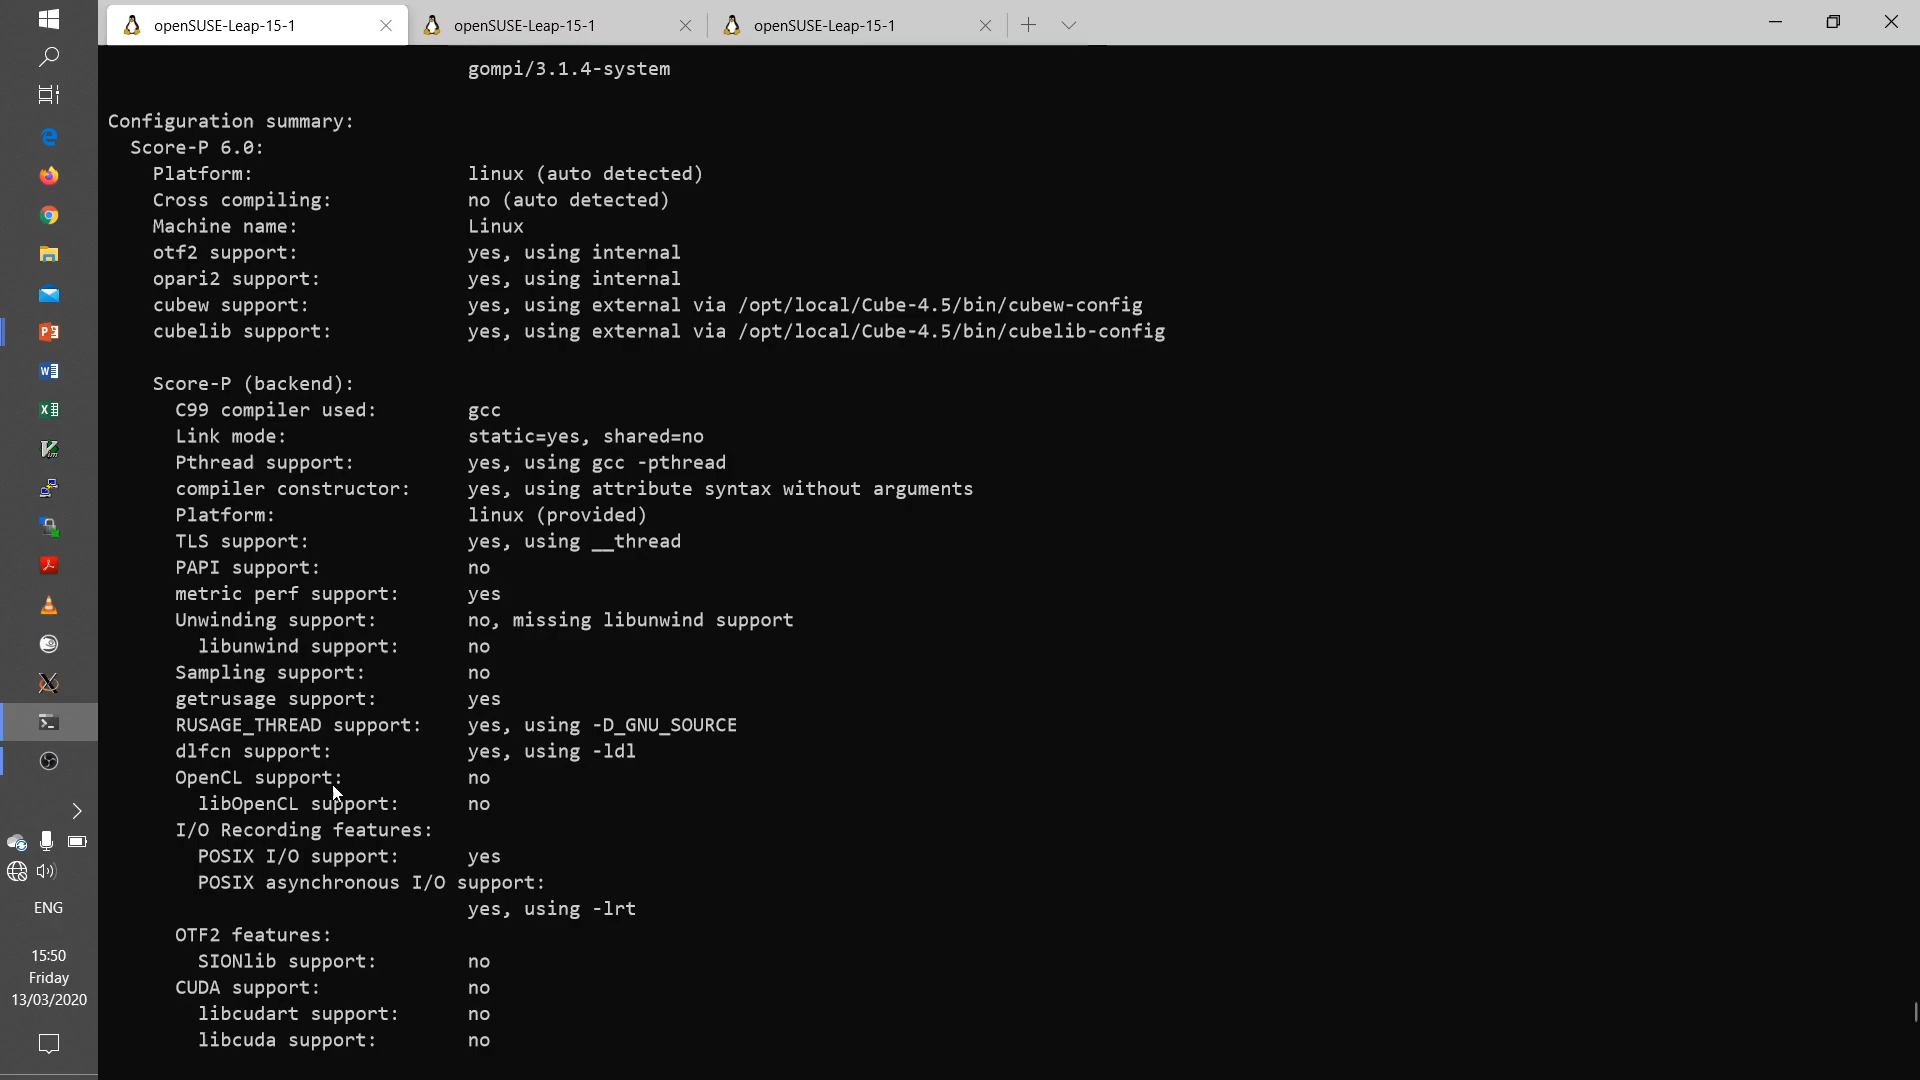 openSUSE-Leap-15-1
openSUSE-Leap-15-1
openSUSE-Leap-15-1
gompi/3.1.4-system
Configuration summary:
Score-P 6.0:
Platform: linux (auto detected)
Cross compiling: no (auto detected)
Machine name: Linux
otf2 support: yes, using internal
opari2 support: yes, using internal
cubew support: yes, using external via /opt/local/Cube-4.5/bin/cubew-config
cubelib support: yes, using external via /opt/local/Cube-4.5/bin/cubelib-config
Score-P (backend):
C99 compiler used: gcc
Link mode: static=yes, shared=no
Pthread support: yes, using gcc -pthread
compiler constructor: yes, using attribute syntax without arguments
Platform: linux (provided)
TLS support: yes, using __thread
PAPI support: no
metric perf support: yes
Unwinding support: no, missing libunwind support
libunwind support: no
Sampling support: no
getrusage support: yes
RUSAGE_THREAD support: yes, using -D_GNU_SOURCE
dlfcn support: yes, using -ldl
OpenCL support: no
libOpenCL support: no
I/O Recording features:
POSIX I/O support: yes
POSIX asynchronous I/O support:
yes, using -lrt
OTF2 features:
SIONlib support: no
CUDA support: no
libcudart support: no
libcuda support: no
ENG
15:50
Friday
13/03/2020